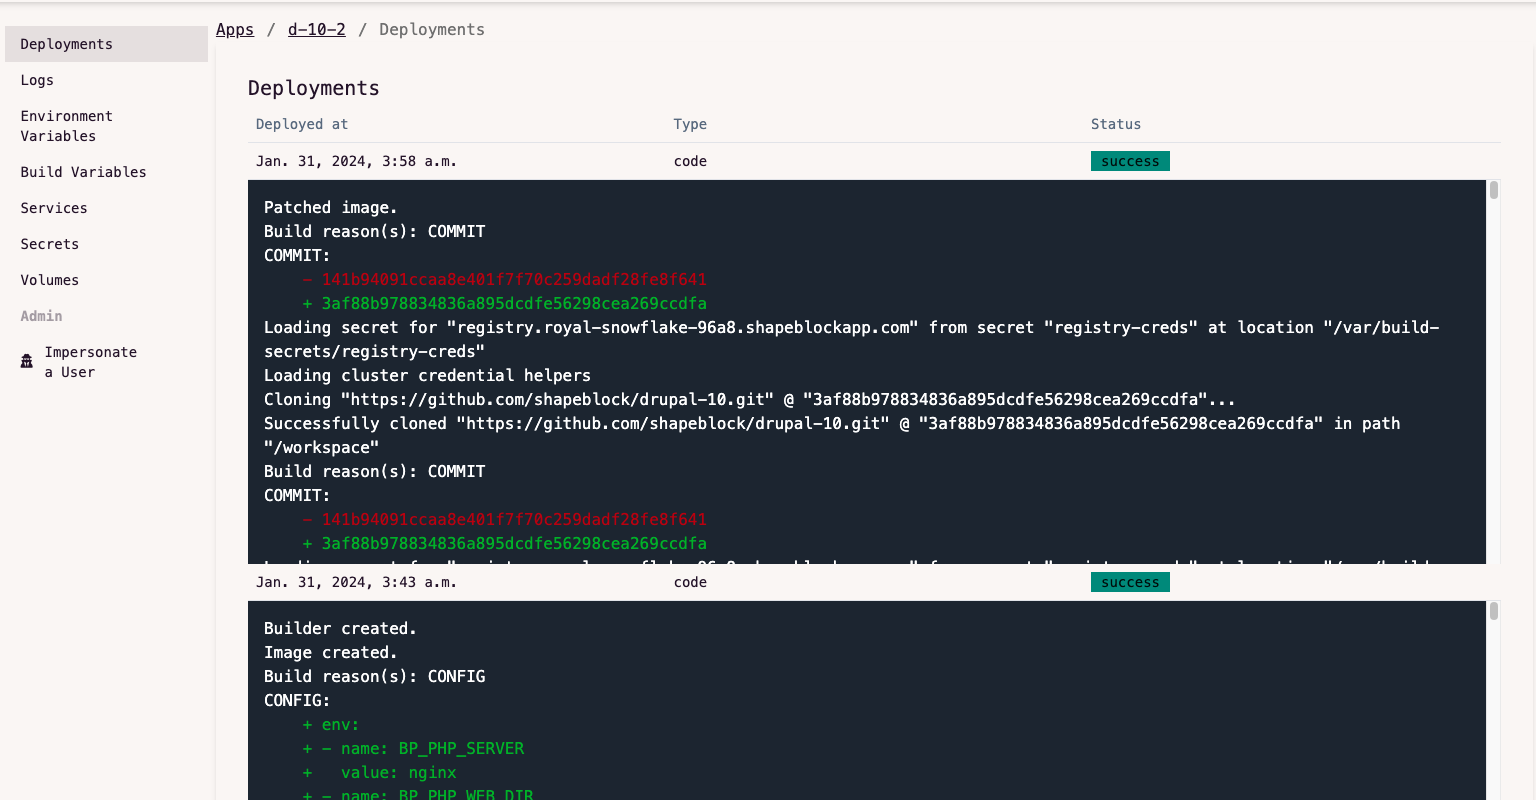 Apps / d-10-2 / Deployments
Deployments
Logs
Environment
Variables
Build Variables
Services
Secrets
Volumes
Admin
Impersonate
a User
Deployments
Deployed at Type Status
Jan. 31, 2024, 3:58 a.m. code success
Patched image.
Build reason(s): COMMIT
COMMIT:
- 141b94091ccaa8e401f7f70c259dadf28fe8f641
+ 3af88b978834836a895dcdfe56298cea269ccdfa
Loading secret for "registry.royal-snowflake-96a8.shapeblockapp.com" from secret "registry-creds" at location "/var/build-
secrets/registry-creds"
Loading cluster credential helpers
Cloning "https://github.com/shapeblock/drupal-10.git" @ "3af88b978834836a895dcdfe56298cea269ccdfa"...
Successfully cloned "https://github.com/shapeblock/drupal-10.git" @ "3af88b978834836a895dcdfe56298cea269ccdfa" in path
"/workspace"
Build reason(s): COMMIT
COMMIT:
- 141b94091ccaa8e401f7f70c259dadf28fe8f641
+ 3af88b978834836a895dcdfe56298cea269ccdfa
Jan. 31, 2024, 3:43 a.m. code success
Builder created.
Image created.
Build reason(s): CONFIG
CONFIG:
+ env:
+ - name: BP_PHP_SERVER
+   value: nginx
+ - name: BP_PHP_WEB_DIR